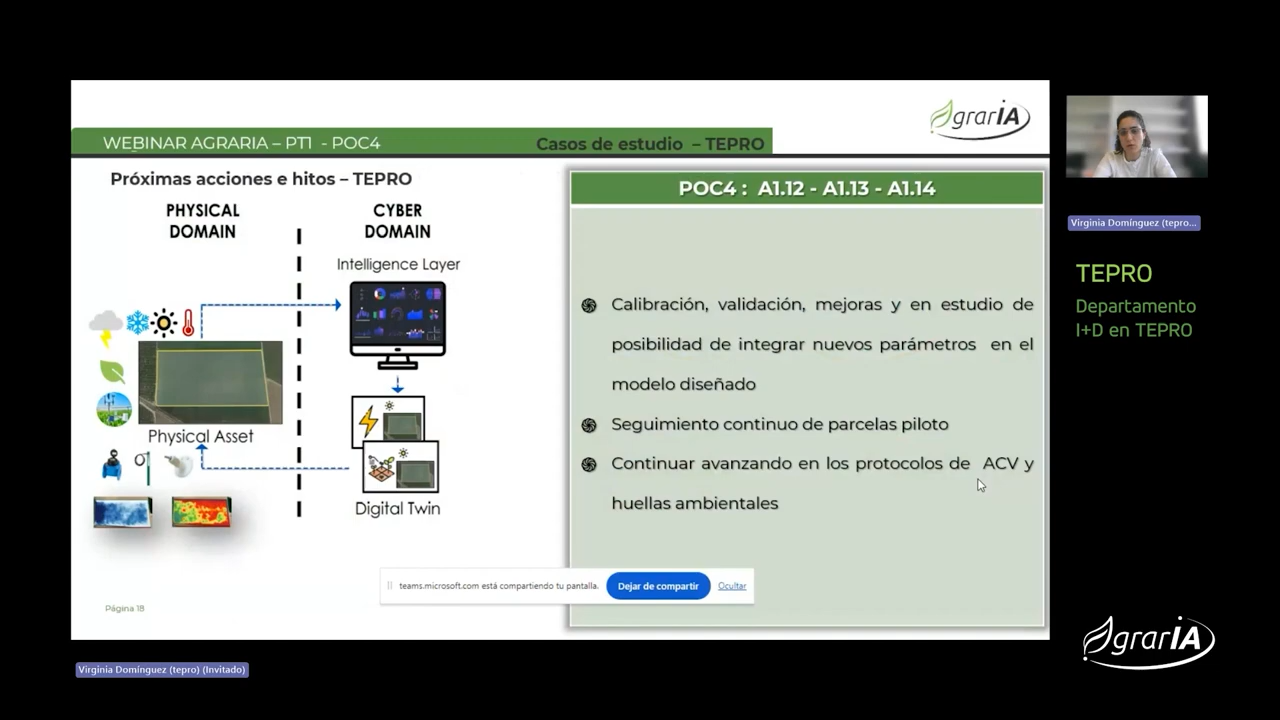 AgrarIA
WEBINAR AGRARIA – PT1 - POC4
Casos de estudio – TEPRO
Próximas acciones e hitos – TEPRO
PHYSICAL
DOMAIN
CYBER
DOMAIN
Intelligence Layer
Physical Asset
Digital Twin
POC4 : A1.12 - A1.13 - A1.14
Calibración, validación, mejoras y en estudio de
posibilidad de integrar nuevos parámetros en el
modelo diseñado
Seguimiento continuo de parcelas piloto
Continuar avanzando en los protocolos de ACV y
huellas ambientales
teams.microsoft.com está compartiendo tu pantalla.
Dejar de compartir
Ocultar
Página 18
Virginia Domínguez (tepro) (Invitado)
Virginia Domínguez (tepro...
TEPRO
Departamento
I+D en TEPRO
AgrarIA